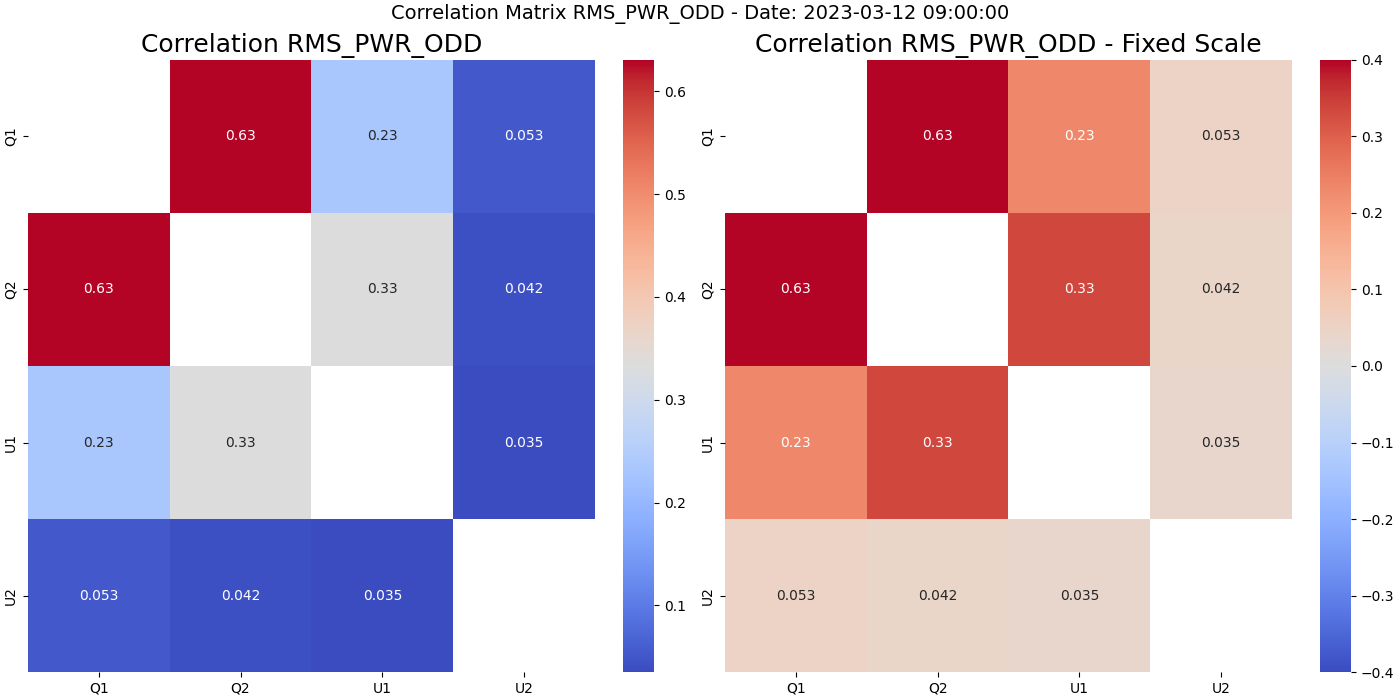 Correlation Matrix RMS_PWR_ODD - Date: 2023-03-12 09:00:00
Correlation RMS_PWR_ODD
Q1
0.63
0.23
0.053
Q2
0.63
0.33
0.042
U1
0.23
0.33
0.035
U2
0.053
0.042
0.035
Q1
Q2
U1
U2
0.6
0.5
0.4
0.3
0.2
0.1
Correlation RMS_PWR_ODD - Fixed Scale
Q1
0.63
0.23
0.053
Q2
0.63
0.33
0.042
U1
0.23
0.33
0.035
U2
0.053
0.042
0.035
Q1
Q2
U1
U2
0.4
0.3
0.2
0.1
0.0
−0.1
−0.2
−0.3
−0.4